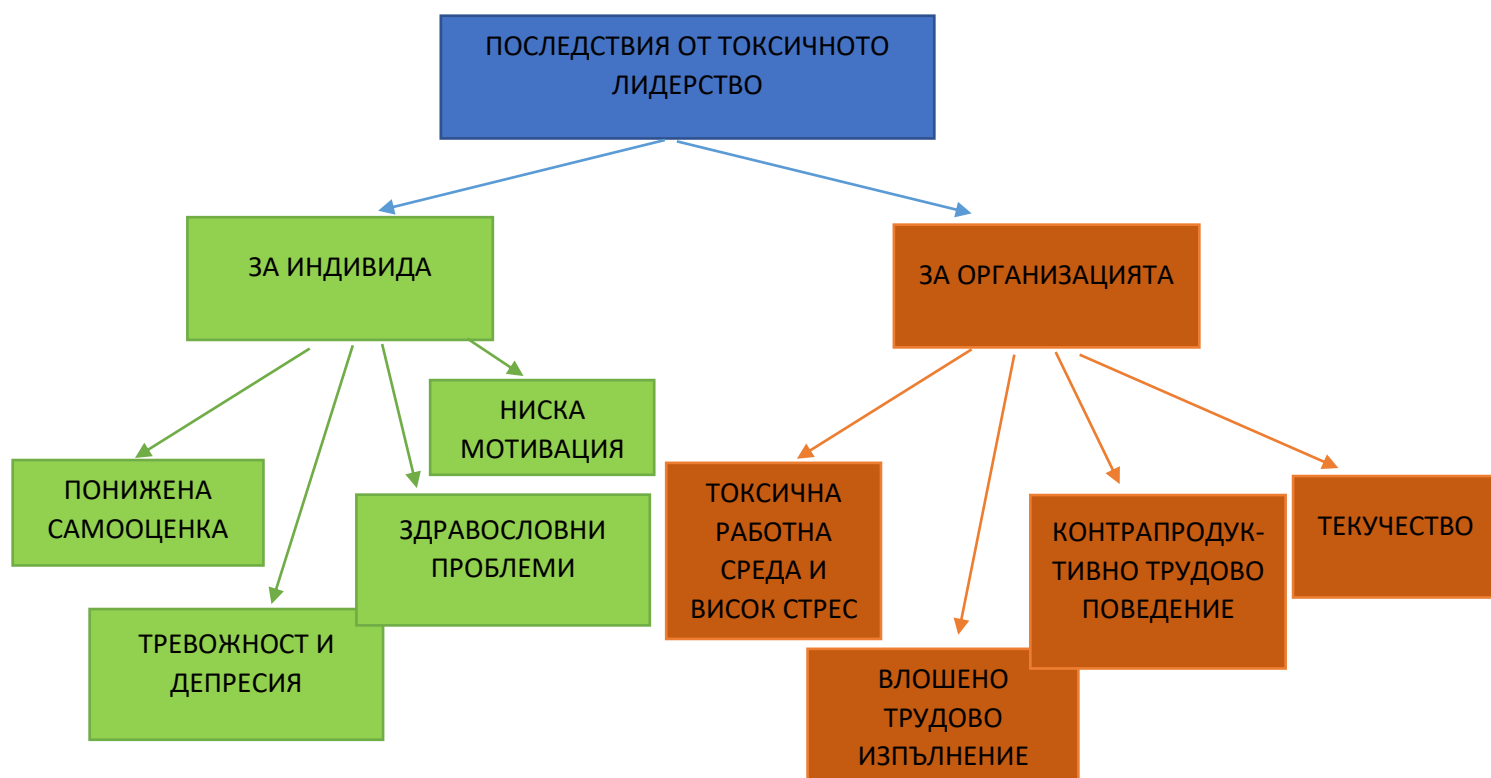 ПОСЛЕДСТВИЯ ОТ ТОКСИЧНОТО
ЛИДЕРСТВО
ЗА ИНДИВИДА
ЗА ОРГАНИЗАЦИЯТА
ПОНИЖЕНА
САМООЦЕНКА
ТРЕВОЖНОСТ И
ДЕПРЕСИЯ
ЗДРАВОСЛОВНИ
ПРОБЛЕМИ
НИСКА
МОТИВАЦИЯ
ТОКСИЧНА
РАБОТНА
СРЕДА И
ВИСОК СТРЕС
ВЛОШЕНО
ТРУДОВО
ИЗПЪЛНЕНИЕ
КОНТРАПРОДУК-
ТИВНО ТРУДОВО
ПОВЕДЕНИЕ
ТЕКУЧЕСТВО